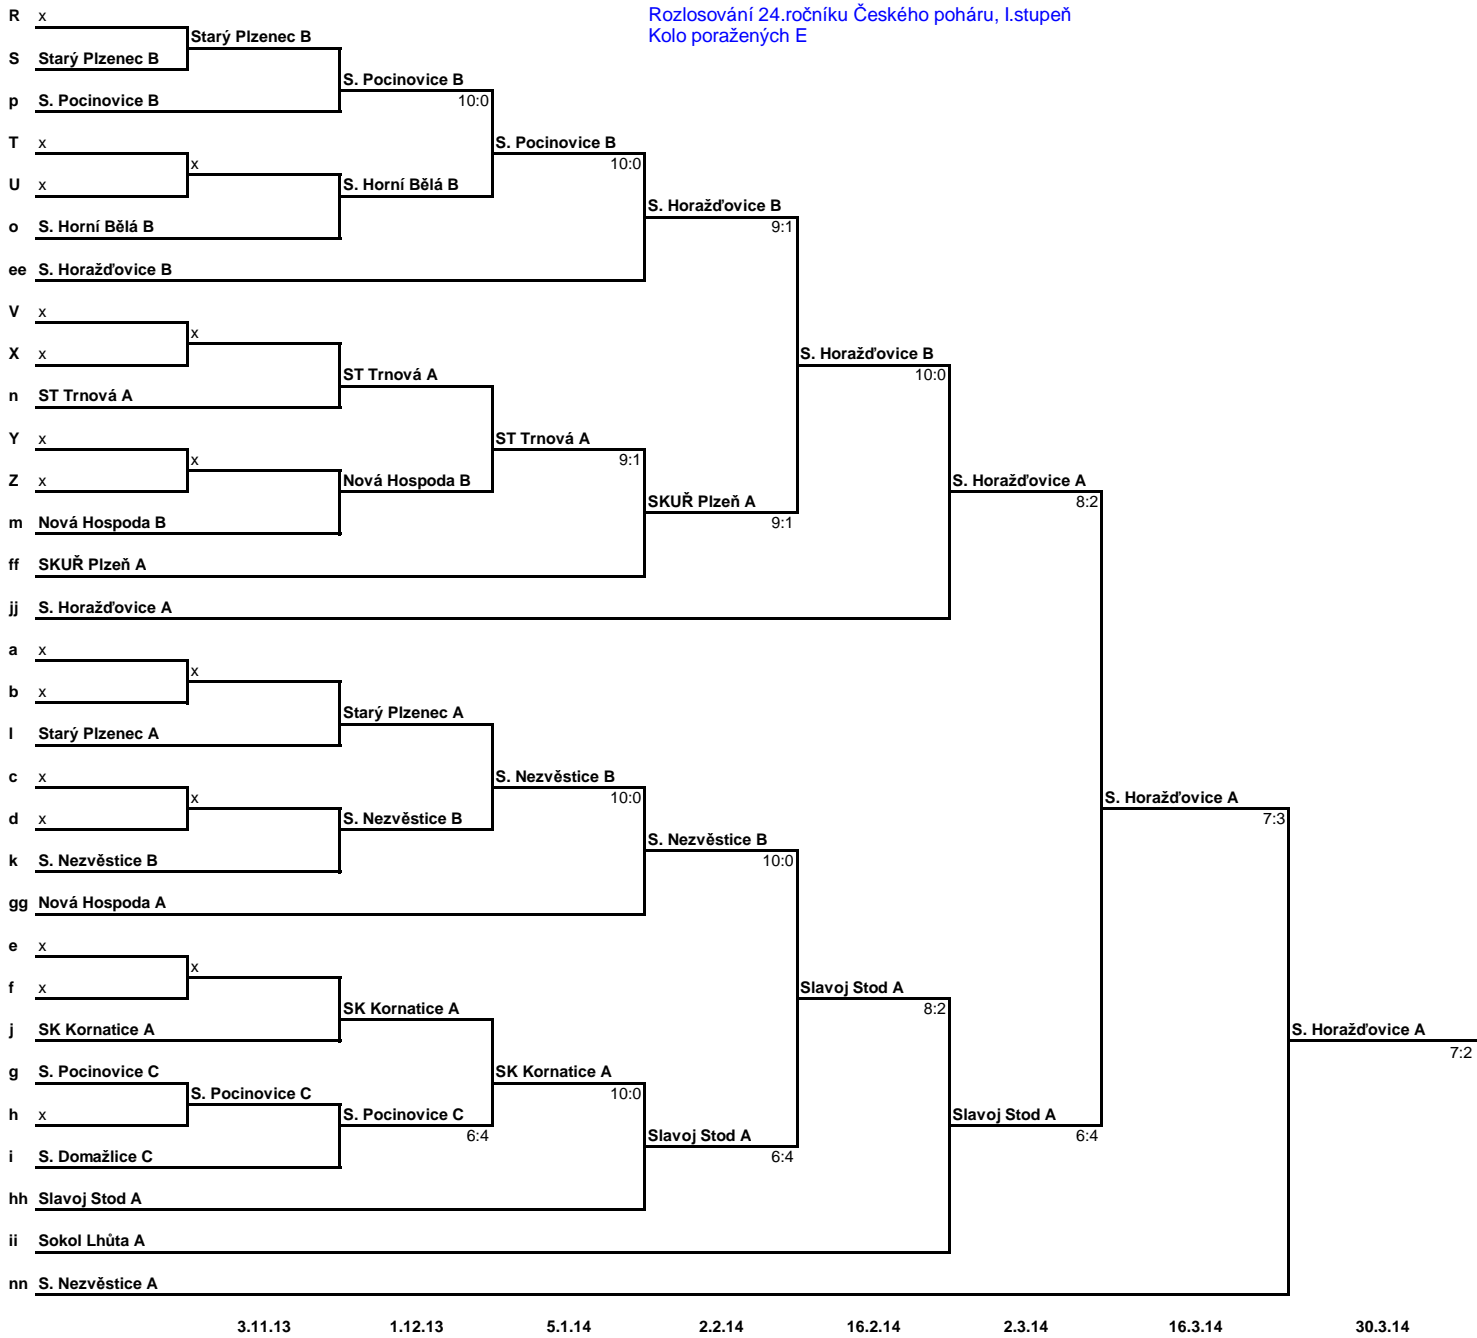 Rozlosování 24.ročníku Českého poháru, I.stupeň
Kolo poražených E
R x
Starý Plzenec B
S Starý Plzenec B
S. Pocinovice B
p S. Pocinovice B
10:0
T x
S. Pocinovice B
x
10:0
U x
S. Horní Bělá B
S. Horažďovice B
o S. Horní Bělá B
9:1
ee S. Horažďovice B
V x
x
X x
S. Horažďovice B
ST Trnová A
10:0
n ST Trnová A
Y x
ST Trnová A
x
9:1
Z x
Nová Hospoda B
S. Horažďovice A
SKUŘ Plzeň A
8:2
m Nová Hospoda B
9:1
ff SKUŘ Plzeň A
jj S. Horažďovice A
a x
x
b x
Starý Plzenec A
l Starý Plzenec A
c x
S. Nezvěstice B
x
10:0
S. Horažďovice A
d x
S. Nezvěstice B
7:3
S. Nezvěstice B
k S. Nezvěstice B
10:0
gg Nová Hospoda A
e x
x
f x
Slavoj Stod A
SK Kornatice A
8:2
j SK Kornatice A
S. Horažďovice A
7:2
g S. Pocinovice C
SK Kornatice A
S. Pocinovice C
10:0
h x
S. Pocinovice C
Slavoj Stod A
6:4
Slavoj Stod A
6:4
i S. Domažlice C
6:4
hh Slavoj Stod A
ii Sokol Lhůta A
nn S. Nezvěstice A
3.11.13 1.12.13 5.1.14 2.2.14 16.2.14 2.3.14 16.3.14 30.3.14